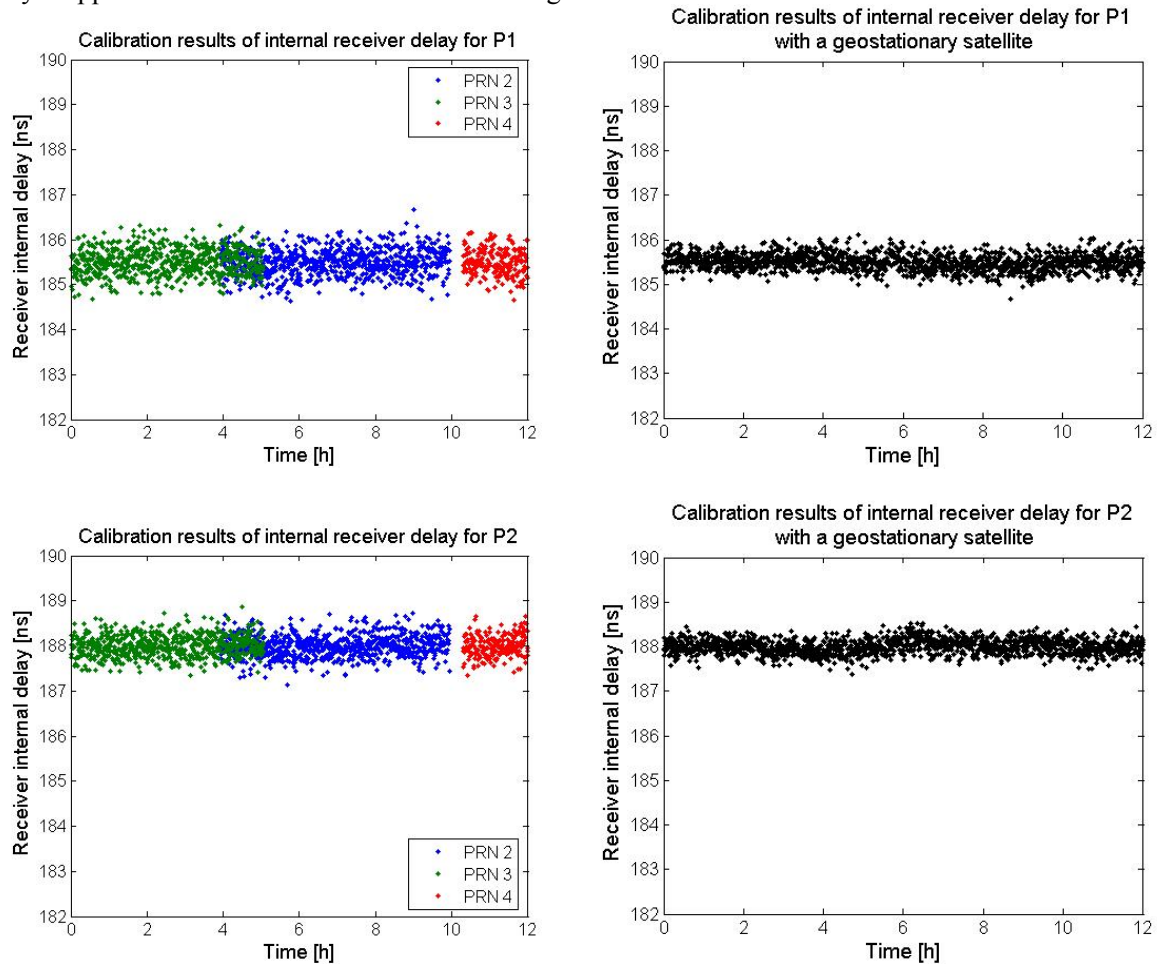 Calibration results of internal receiver delay for P1
190
189
188
187
186
185
184
183
182
Receiver internal delay [ns]
PRN 2
PRN 3
PRN 4
0 2 4 6 8 10 12
Time [h]
Calibration results of internal receiver delay for P1
with a geostationary satellite
190
189
188
187
186
185
184
183
182
Receiver internal delay [ns]
0 2 4 6 8 10 12
Time [h]
Calibration results of internal receiver delay for P2
190
189
188
187
186
185
184
183
182
Receiver internal delay [ns]
PRN 2
PRN 3
PRN 4
0 2 4 6 8 10 12
Time [h]
Calibration results of internal receiver delay for P2
with a geostationary satellite
190
189
188
187
186
185
184
183
182
Receiver internal delay [ns]
0 2 4 6 8 10 12
Time [h]